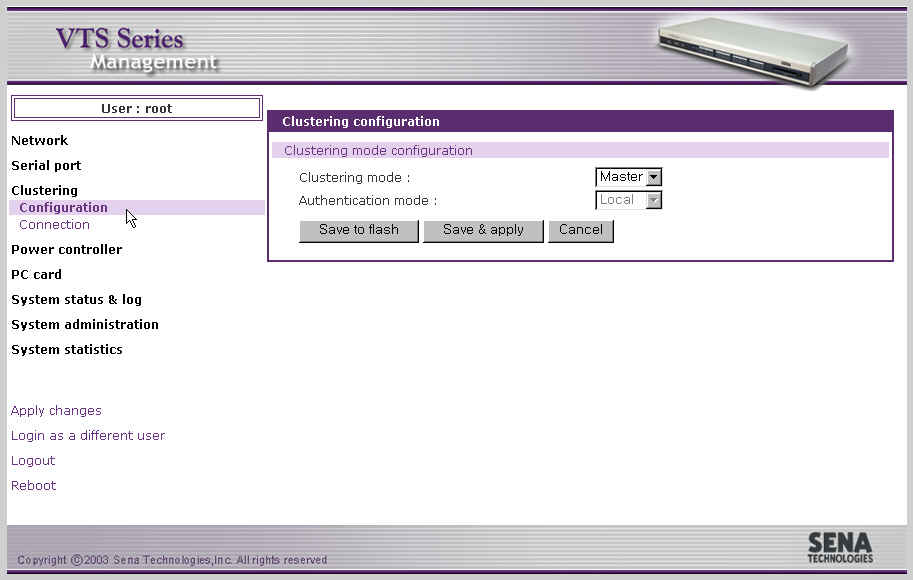 VTS Series
Management
User : root
Network
Serial port
Clustering
Configuration
Connection
Power controller
PC card
System status & log
System administration
System statistics
Apply changes
Login as a different user
Logout
Reboot
Clustering configuration
Clustering mode configuration
Clustering mode : Master
Authentication mode : Local
Save to flash Save & apply Cancel
Copyright ©2003 Sena Technologies,Inc. All rights reserved
SENA
TECHNOLOGIES